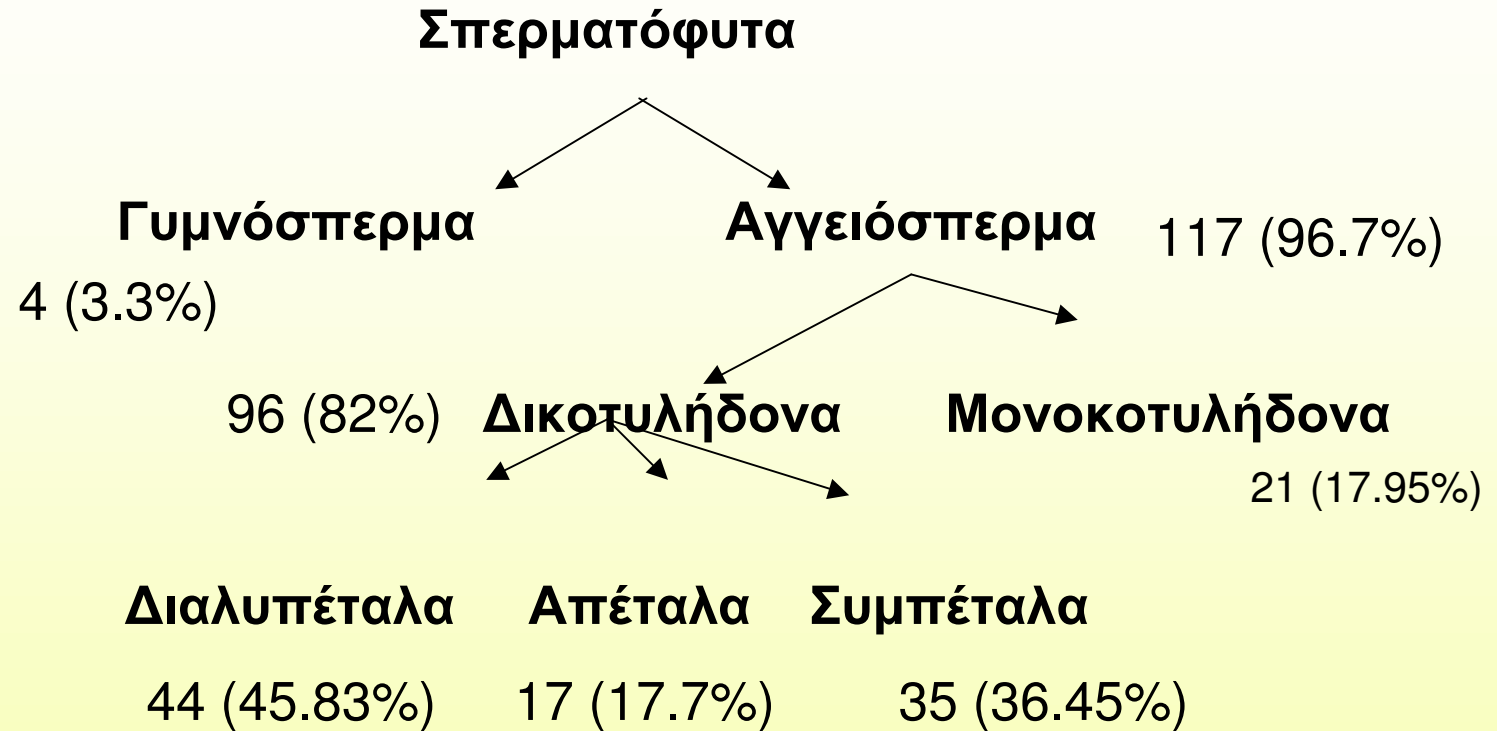 Σπερματόφυτα
Γυμνόσπερμα
Αγγειόσπερμα
117 (96.7%)
4 (3.3%)
96 (82%)
Δικοτυλήδονα
Μονοκοτυλήδονα
21 (17.95%)
Διαλυπέταλα
Απέταλα
Συμπέταλα
44 (45.83%)
17 (17.7%)
35 (36.45%)